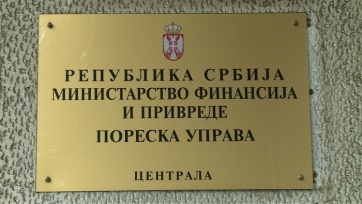 РЕПУБЛИКА СРБИЈА
МИНИСТАРСТВО ФИНАНСИЈА
И ПРИВРЕДЕ
ПОРЕСКА УПРАВА
ЦЕНТРАЛА